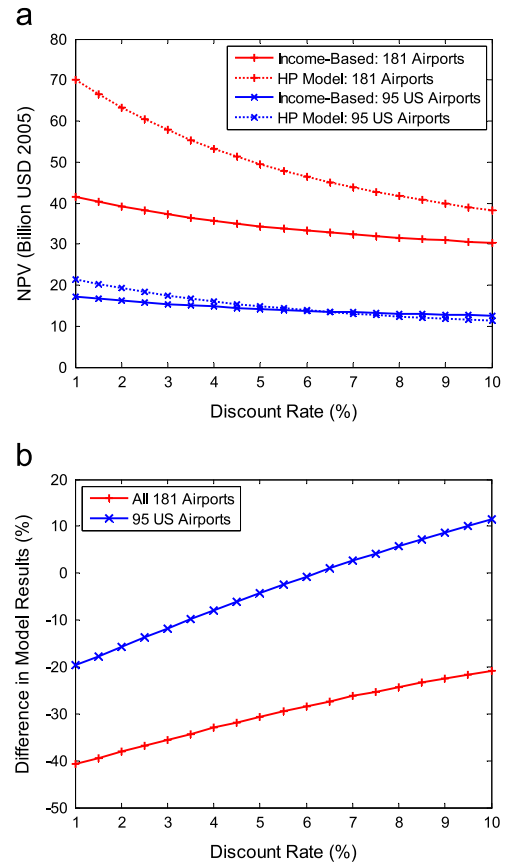 a
80
70
60
50
40
30
20
10
0
NPV (Billion USD 2005)
Income-Based: 181 Airports
HP Model: 181 Airports
Income-Based: 95 US Airports
HP Model: 95 US Airports
1 2 3 4 5 6 7 8 9 10
Discount Rate (%)
b
20
10
0
-10
-20
-30
-40
-50
Difference in Model Results (%)
All 181 Airports
95 US Airports
1 2 3 4 5 6 7 8 9 10
Discount Rate (%)